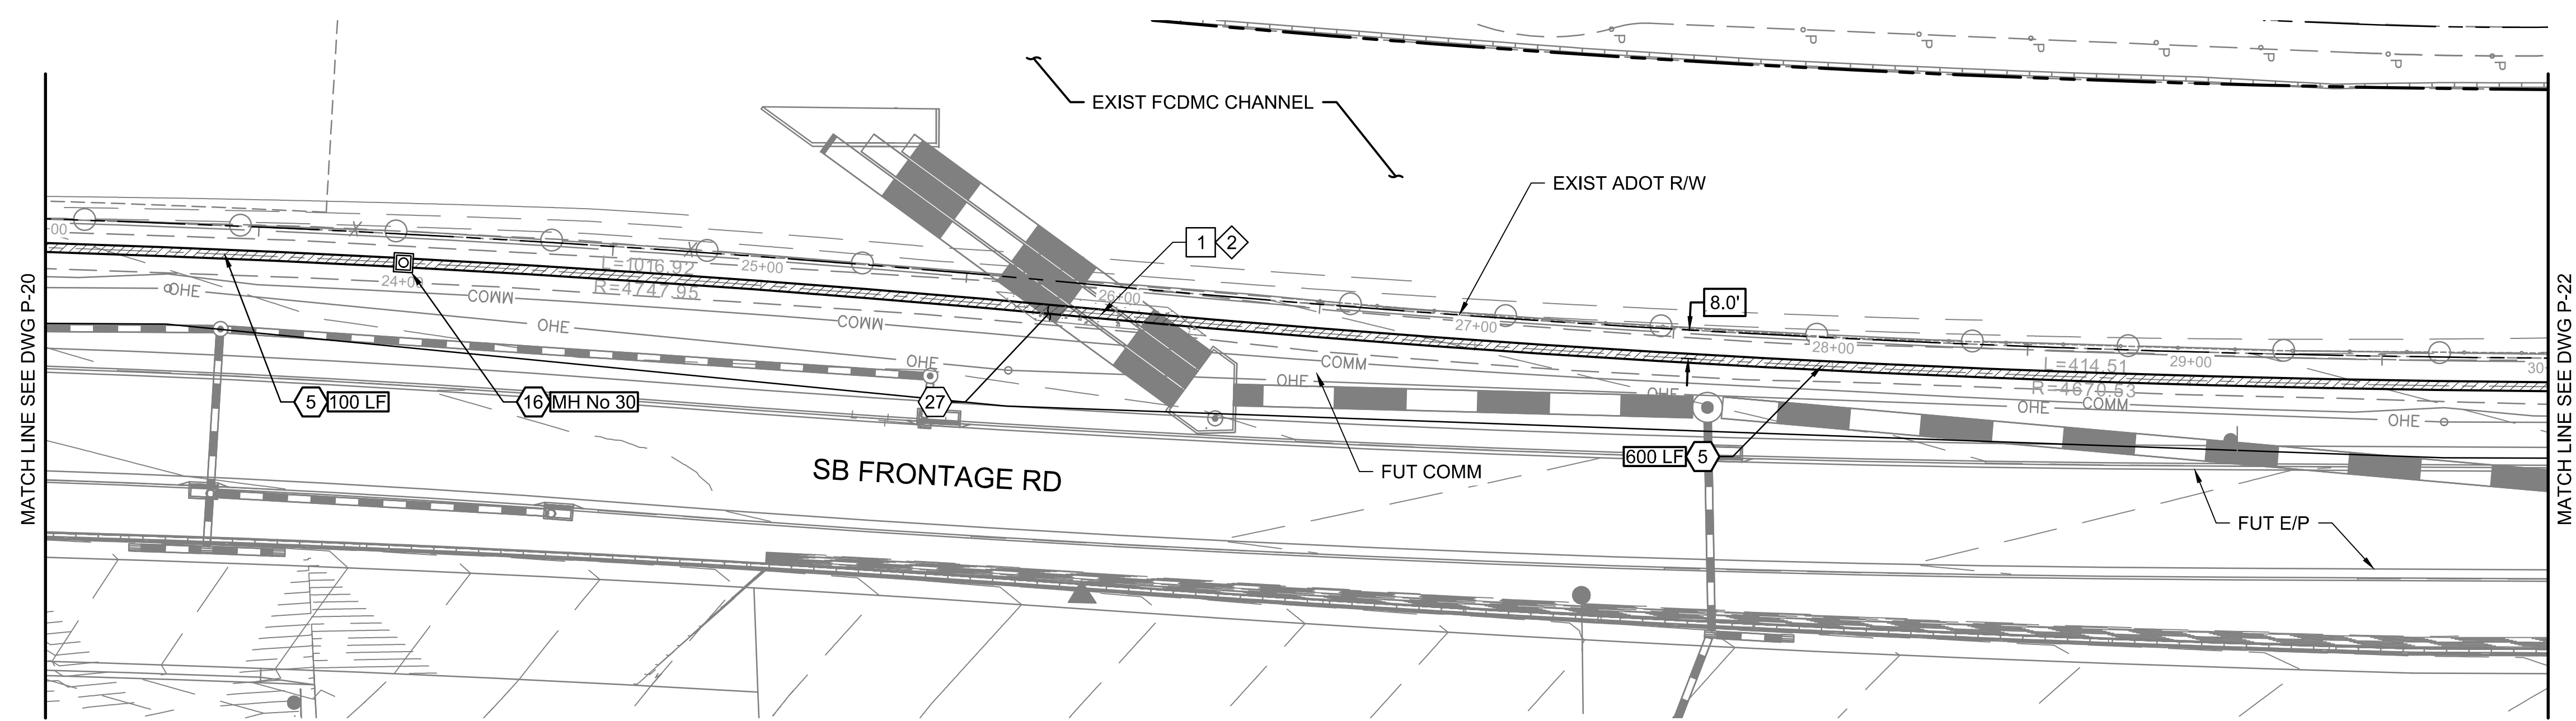 P P P P P P P P
EXIST FCDMC CHANNEL
EXIST ADOT R/W
MATCH LINE SEE DWG P-20
MATCH LINE SEE DWG P-22
+00
X
X
L=1016.92
R=4747.95
24+00
25+00
26+00
27+00
28+00
29+00
30+
1 2
8.0'
OHE
OHE
OHE
OHE
OHE
OHE
OHE
COMM
COMM
COMM
COMM
L=414.51
R=4670.53
5 100 LF
16 MH No 30
27
600 LF 5
SB FRONTAGE RD
FUT COMM
FUT E/P